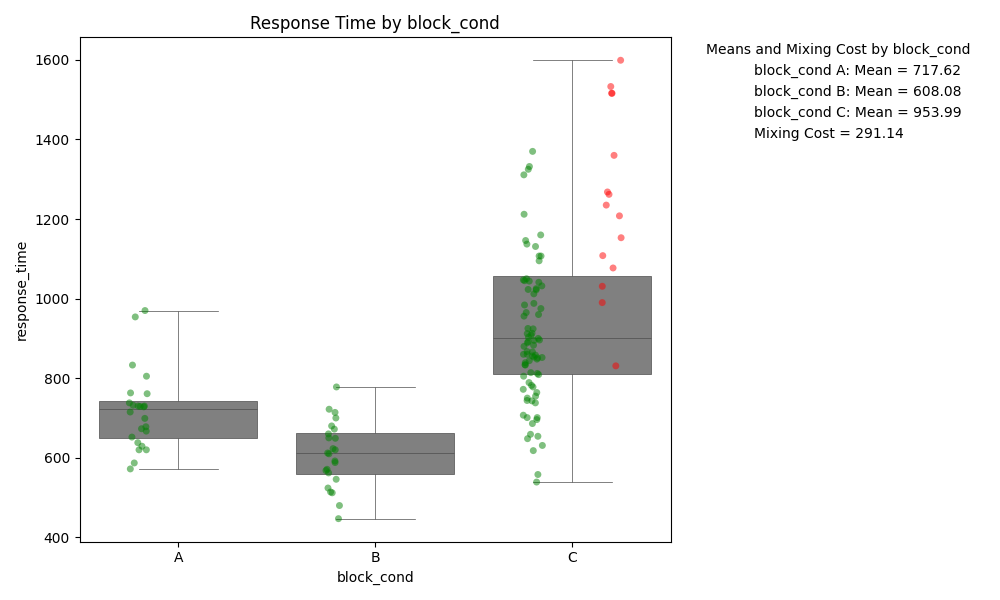 Response Time by block_cond
Means and Mixing Cost by block_cond
block_cond A: Mean = 717.62
block_cond B: Mean = 608.08
block_cond C: Mean = 953.99
Mixing Cost = 291.14
response_time
1600
1400
1200
1000
800
600
400
A
B
C
block_cond